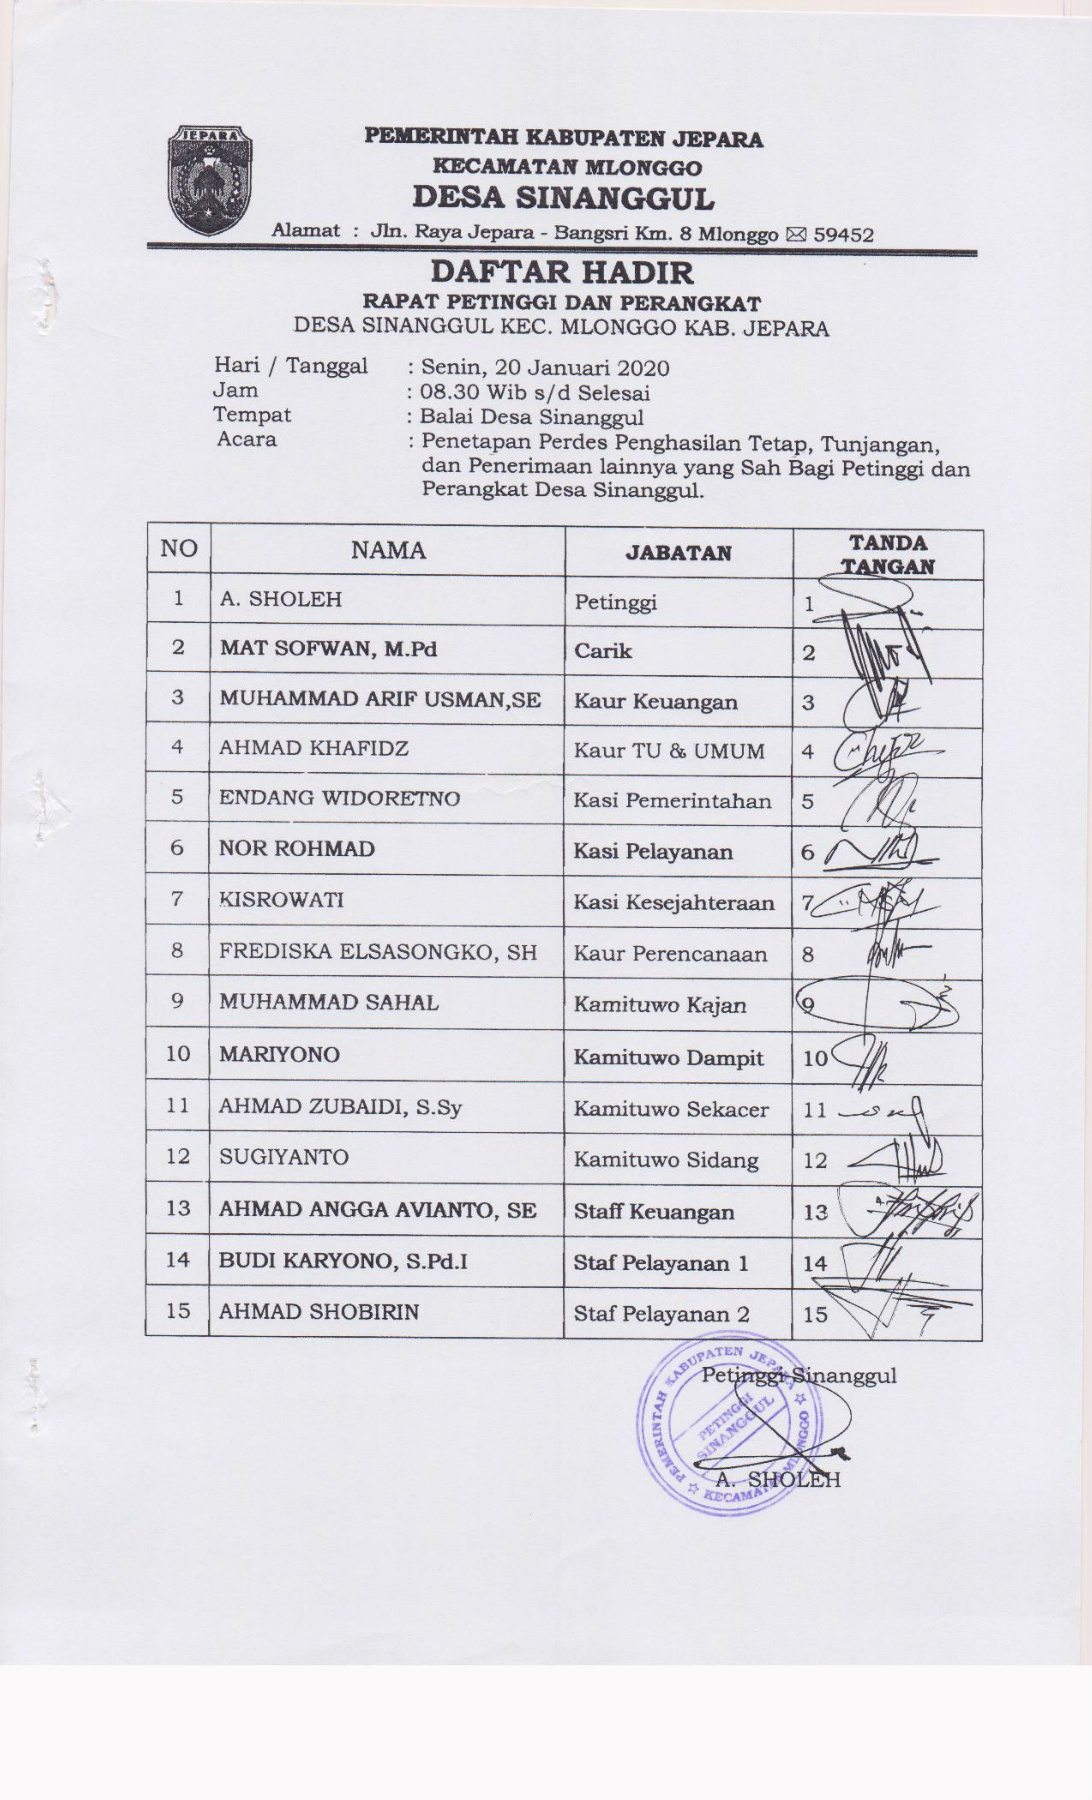 JEPARA
PEMERINTAH KABUPATEN JEPARA
KECAMATAN MLONGGO
DESA SINANGGUL
Alamat : Jln. Raya Jepara - Bangsri Km. 8 Mlonggo ✉ 59452
DAFTAR HADIR
RAPAT PETINGGI DAN PERANGKAT
DESA SINANGGUL KEC. MLONGGO KAB. JEPARA
Hari / Tanggal : Senin, 20 Januari 2020
Jam : 08.30 Wib s/d Selesai
Tempat : Balai Desa Sinanggul
Acara : Penetapan Perdes Penghasilan Tetap, Tunjangan,
dan Penerimaan lainnya yang Sah Bagi Petinggi dan
Perangkat Desa Sinanggul.
NO NAMA JABATAN TANDA TANGAN
1 A. SHOLEH Petinggi 1
2 MAT SOFWAN, M.Pd Carik 2
3 MUHAMMAD ARIF USMAN,SE Kaur Keuangan 3
4 AHMAD KHAFIDZ Kaur TU & UMUM 4
5 ENDANG WIDORETNO Kasi Pemerintahan 5
6 NOR ROHMAD Kasi Pelayanan 6
7 KISROWATI Kasi Kesejahteraan 7
8 FREDISKA ELSASONGKO, SH Kaur Perencanaan 8
9 MUHAMMAD SAHAL Kamituwo Kajan 9
10 MARIYONO Kamituwo Dampit 10
11 AHMAD ZUBAIDI, S.Sy Kamituwo Sekacer 11
12 SUGIYANTO Kamituwo Sidang 12
13 AHMAD ANGGA AVIANTO, SE Staff Keuangan 13
14 BUDI KARYONO, S.Pd.I Staf Pelayanan 1 14
15 AHMAD SHOBIRIN Staf Pelayanan 2 15
Petinggi Sinanggul
PEMERINTAH KABUPATEN JEPARA
PETINGGI
SINANGGUL
KECAMATAN MLONGGO
A. SHOLEH